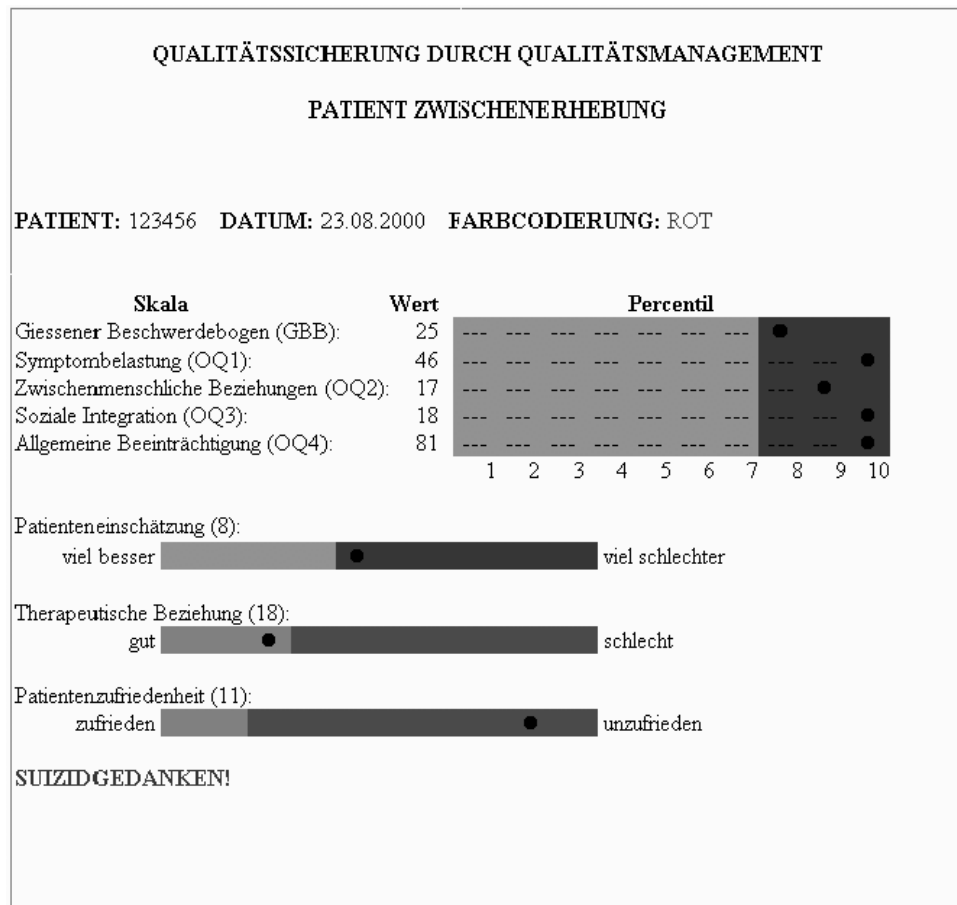 QUALITÄTSSICHERUNG DURCH QUALITÄTSMANAGEMENT
PATIENT ZWISCHENERHEBUNG
PATIENT: 123456 DATUM: 23.08.2000 FARBCODIERUNG: ROT
Skala Wert Percentil
Giessener Beschwerdebogen (GBB): 25 --- --- --- --- --- --- ---
Symptombelastung (OQ1): 46 --- --- --- --- --- --- --- --- ---
Zwischenmenschliche Beziehungen (OQ2): 17 --- --- --- --- --- --- --- ---
Soziale Integration (OQ3): 18 --- --- --- --- --- --- --- --- ---
Allgemeine Beeinträchtigung (OQ4): 81 --- --- --- --- --- --- --- --- ---
1 2 3 4 5 6 7 8 9 10
Patienteneinschätzung (8):
viel besser viel schlechter
Therapeutische Beziehung (18):
gut schlecht
Patientenzufriedenheit (11):
zufrieden unzufrieden
SUIZIDGEDANKEN!